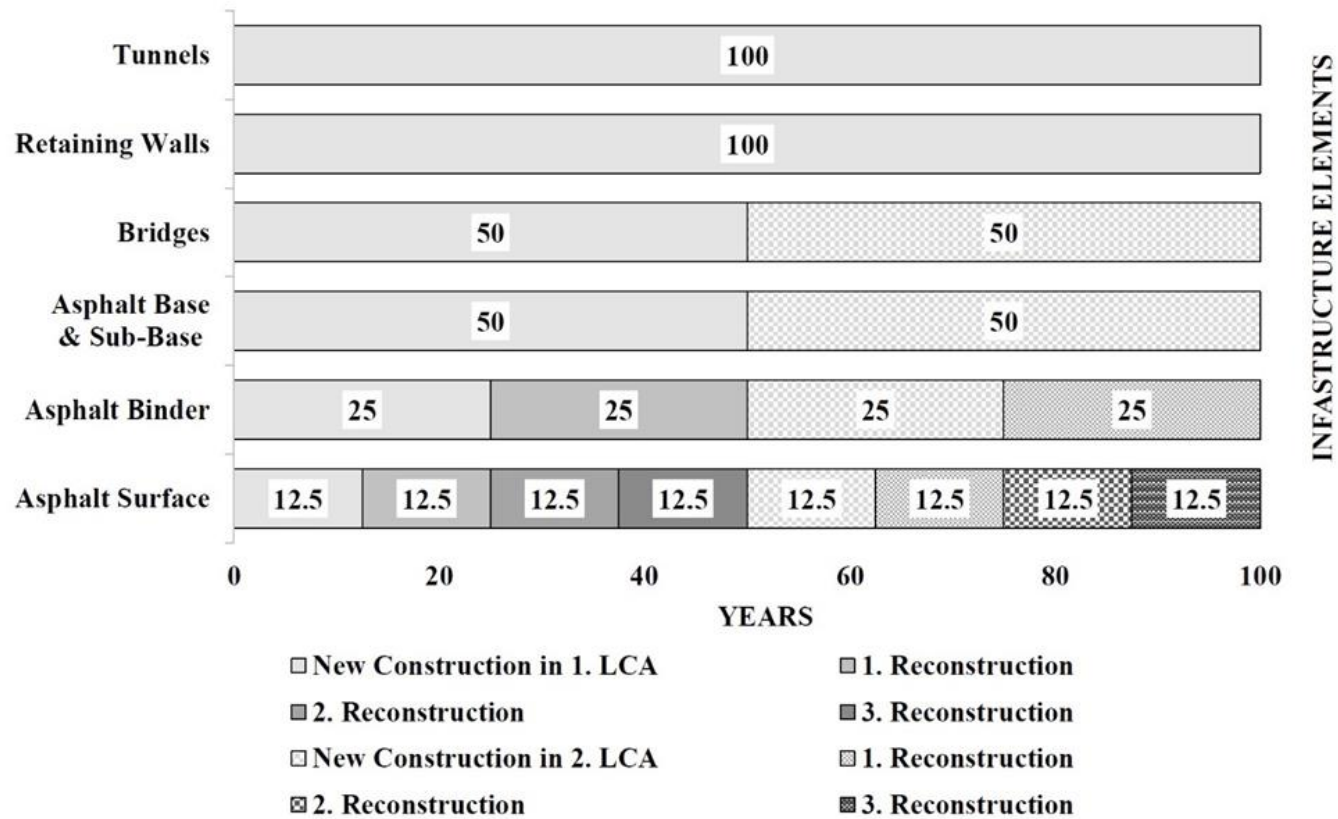 Tunnels
100
Retaining Walls
100
Bridges
50 50
Asphalt Base
& Sub-Base
50 50
Asphalt Binder
25 25 25 25
Asphalt Surface
12.5 12.5 12.5 12.5 12.5 12.5 12.5 12.5
0 20 40 60 80 100
YEARS
INFASTRUCTURE ELEMENTS
New Construction in 1. LCA
1. Reconstruction
2. Reconstruction
3. Reconstruction
New Construction in 2. LCA
1. Reconstruction
2. Reconstruction
3. Reconstruction